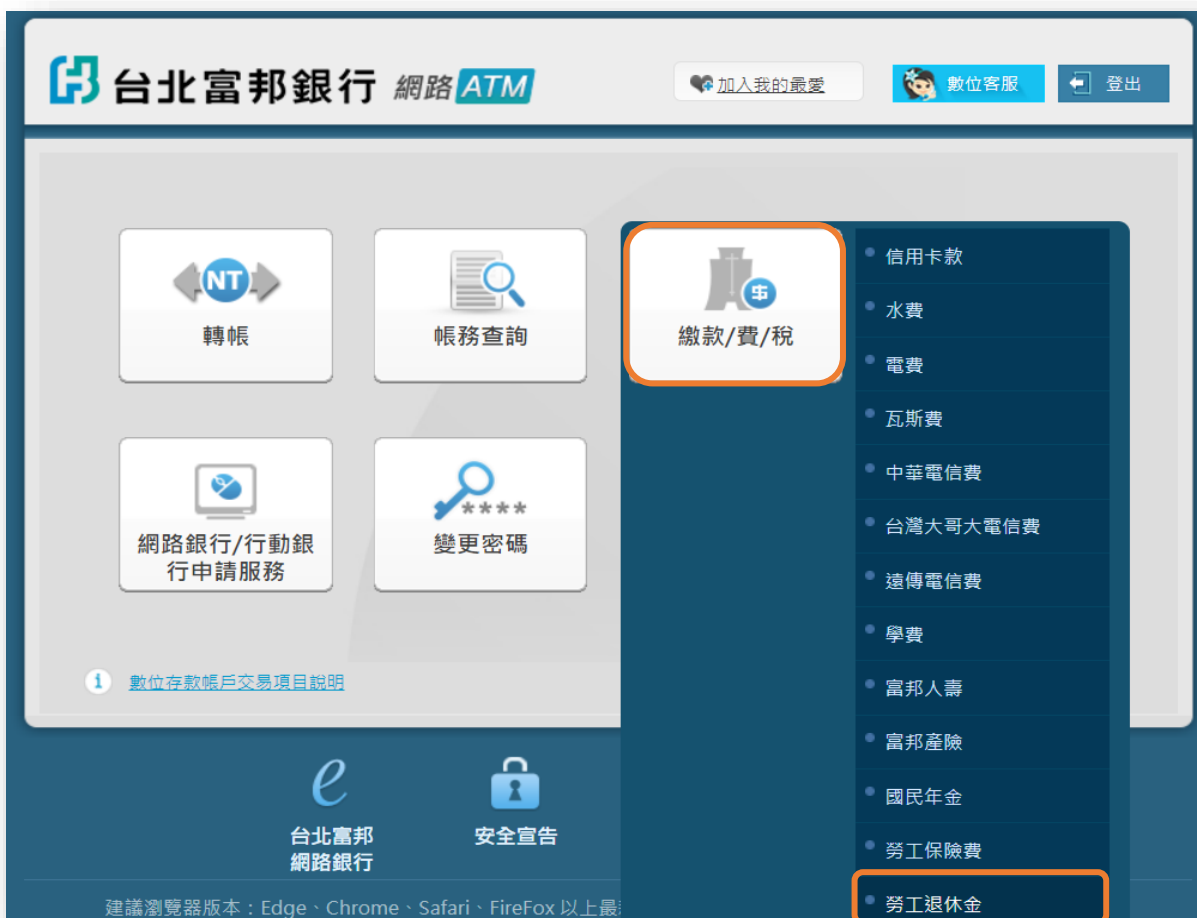 台北富邦銀行 網路ATM
加入我的最愛
數位客服
登出
NT
轉帳
帳務查詢
繳款/費/稅
網路銀行/行動銀
行申請服務
****
變更密碼
信用卡款
水費
電費
瓦斯費
中華電信費
台灣大哥大電信費
遠傳電信費
學費
富邦人壽
富邦產險
國民年金
勞工保險費
勞工退休金
i
數位存款帳戶交易項目說明
e
台北富邦
網路銀行
安全宣告
建議瀏覽器版本：Edge、Chrome、Safari、FireFox 以上最